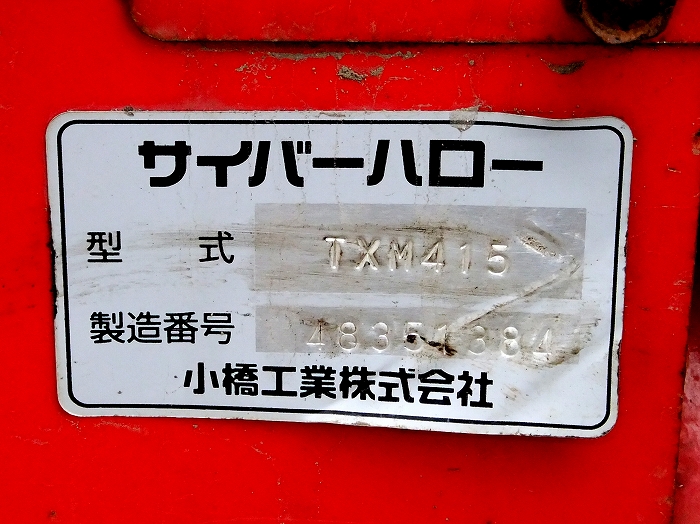 サイバーハロー
型式 TXM415
製造番号 48351384
小橋工業株式会社